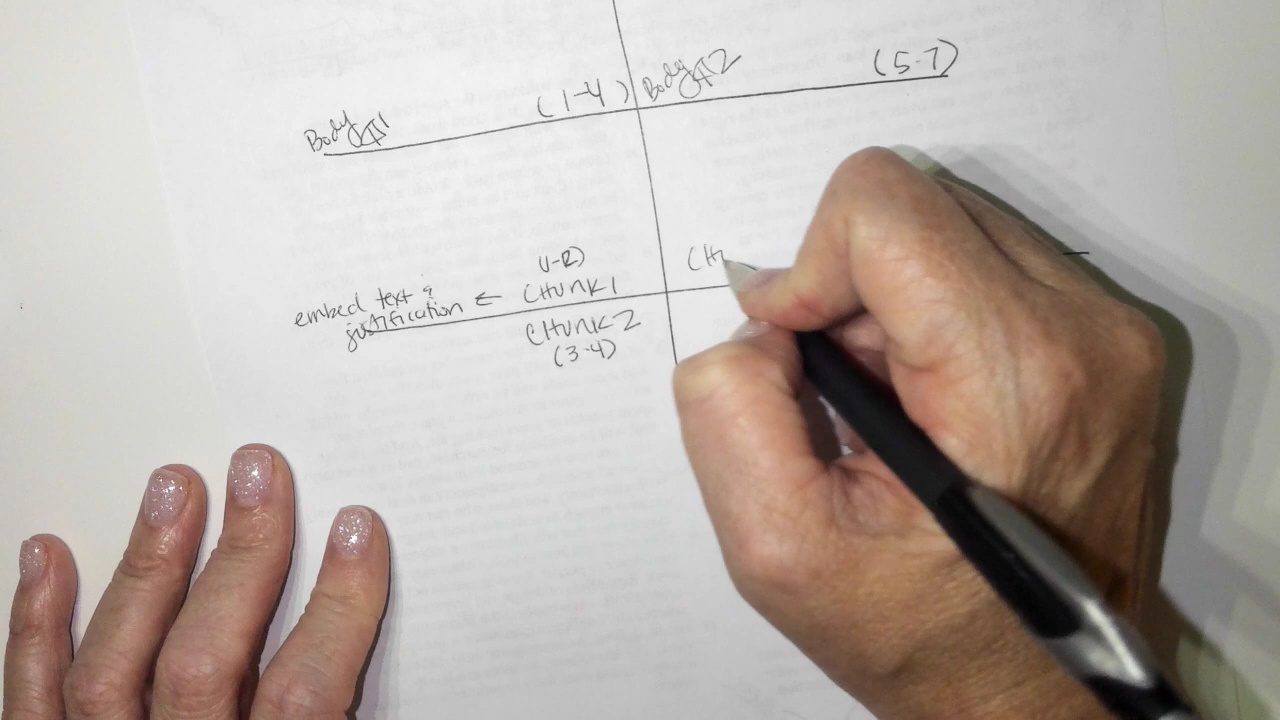 Body ¶1 (1-4)
Body ¶2 (5-7)
(1-2)
embed text &
justification ← CHUNK 1
CHUNK 2
(3-4)
CH